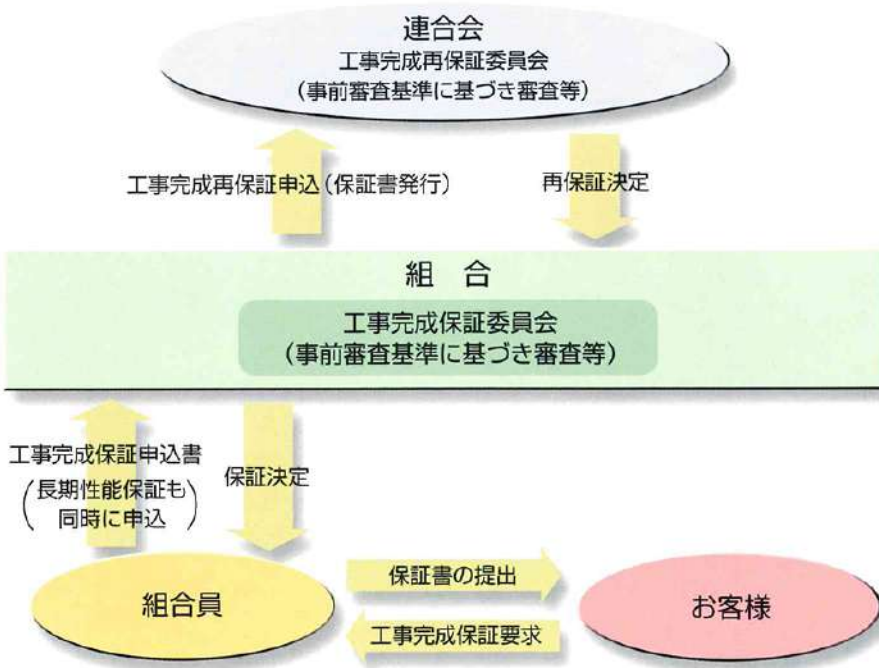 連合会
工事完成再保証委員会
(事前審査基準に基づき審査等)
工事完成再保証申込(保証書発行)
再保証決定
組 合
工事完成保証委員会
(事前審査基準に基づき審査等)
工事完成保証申込書
(長期性能保証も
同時に申込)
保証決定
組合員
保証書の提出
工事完成保証要求
お客様